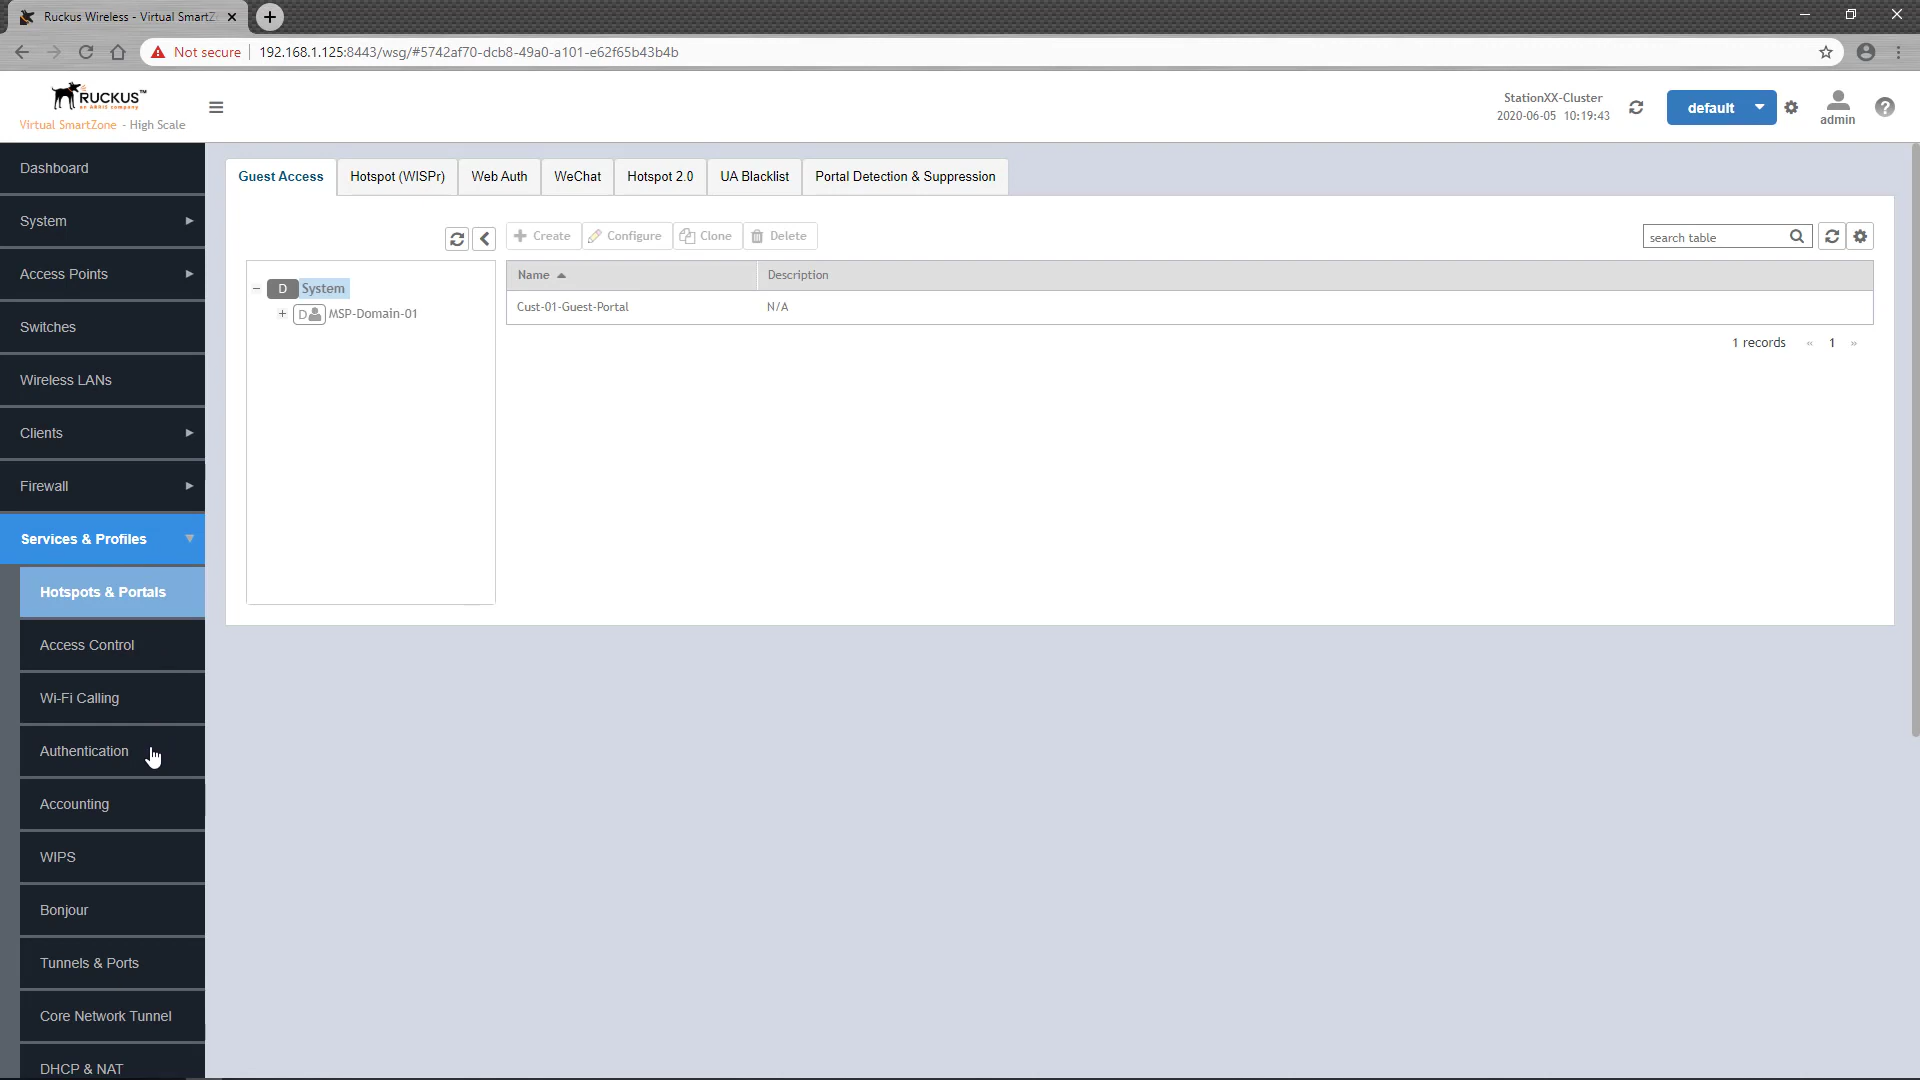 Ruckus Wireless - Virtual SmartZ
Not secure
192.168.1.125:8443/wsg/#5742af70-dcb8-49a0-a101-e62f65b43b4b
RUCKUS™
an ARRIS company
Virtual SmartZone - High Scale
StationXX-Cluster
2020-06-05 10:19:43
default
admin
Dashboard
System
Access Points
Switches
Wireless LANs
Clients
Firewall
Services & Profiles
Hotspots & Portals
Access Control
Wi-Fi Calling
Authentication
Accounting
WIPS
Bonjour
Tunnels & Ports
Core Network Tunnel
DHCP & NAT
Guest Access
Hotspot (WISPr)
Web Auth
WeChat
Hotspot 2.0
UA Blacklist
Portal Detection & Suppression
Create
Configure
Clone
Delete
search table
D System
D MSP-Domain-01
Name
Description
Cust-01-Guest-Portal
N/A
1 records « 1 »